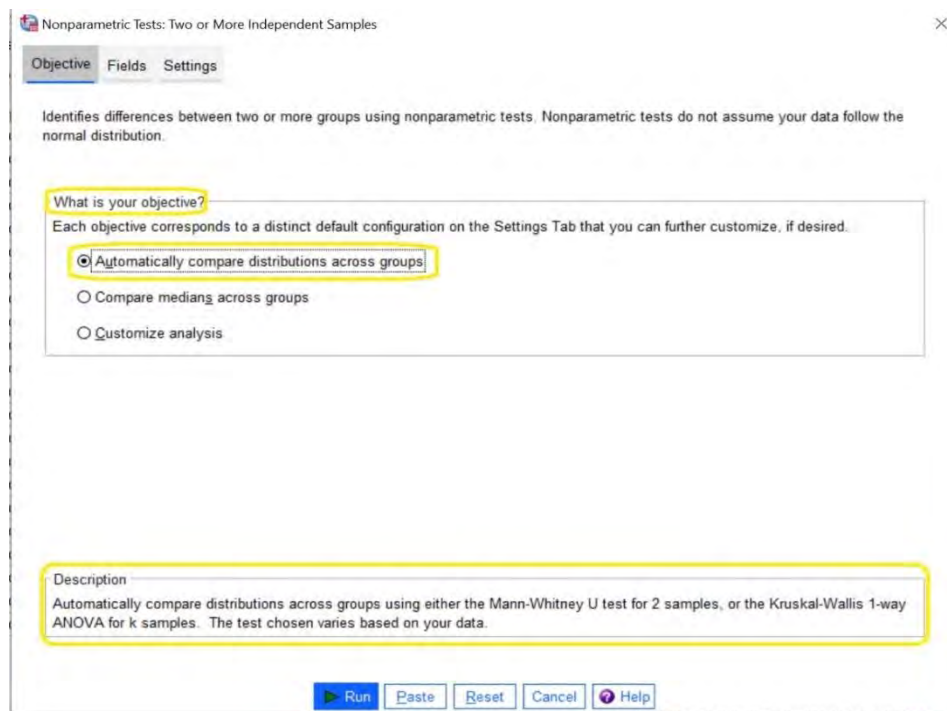 Nonparametric Tests: Two or More Independent Samples
Objective Fields Settings
Identifies differences between two or more groups using nonparametric tests. Nonparametric tests do not assume your data follow the
normal distribution.
What is your objective?
Each objective corresponds to a distinct default configuration on the Settings Tab that you can further customize, if desired.
Automatically compare distributions across groups
Compare medians across groups
Customize analysis
Description
Automatically compare distributions across groups using either the Mann-Whitney U test for 2 samples, or the Kruskal-Wallis 1-way
ANOVA for k samples. The test chosen varies based on your data.
Run Paste Reset Cancel Help